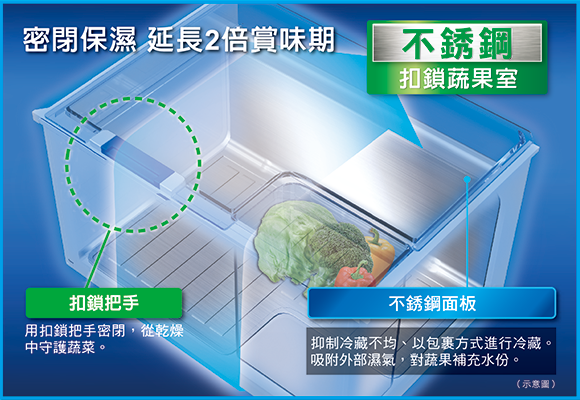 密閉保濕 延長2倍賞味期
不銹鋼
扣鎖蔬果室
扣鎖把手
用扣鎖把手密閉，從乾燥
中守護蔬菜。
不銹鋼面板
抑制冷藏不均、以包裹方式進行冷藏。
吸附外部濕氣，對蔬果補充水份。
（示意圖）